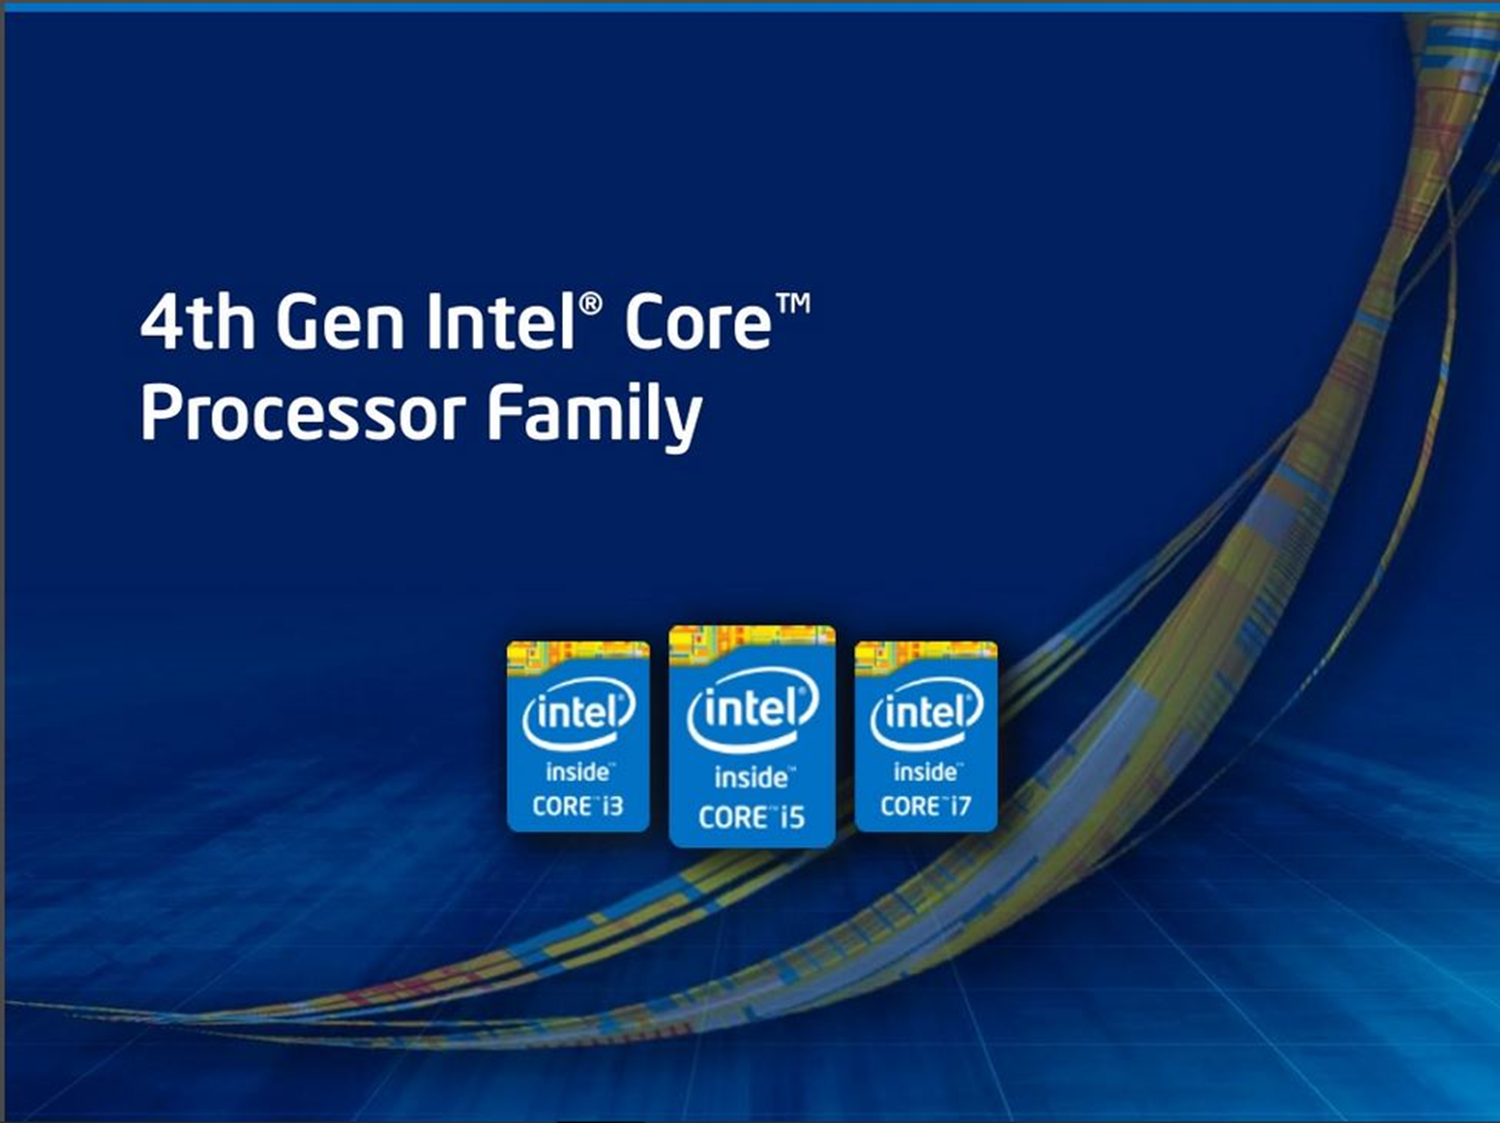 4th Gen Intel® Core™
Processor Family
intel®
inside™
CORE™ i3
intel®
inside™
CORE™ i5
intel®
inside™
CORE™ i7